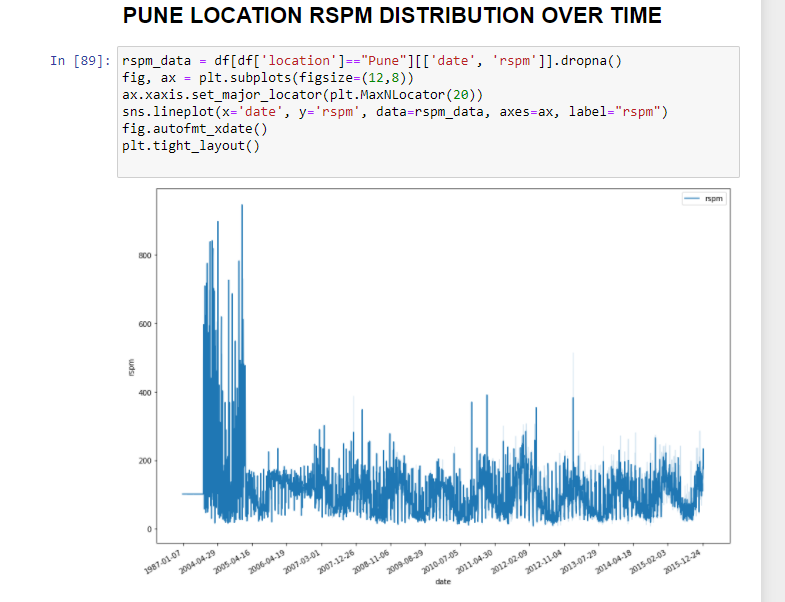 PUNE LOCATION RSPM DISTRIBUTION OVER TIME
In [89]: rspm_data = df[df['location']=="Pune"][['date', 'rspm']].dropna()
fig, ax = plt.subplots(figsize=(12,8))
ax.xaxis.set_major_locator(plt.MaxNLocator(20))
sns.lineplot(x='date', y='rspm', data=rspm_data, axes=ax, label="rspm")
fig.autofmt_xdate()
plt.tight_layout()
rspm
800
600
400
200
0
rspm
1987-01-07
2004-04-29
2005-04-16
2006-04-19
2007-03-01
2007-12-26
2008-11-06
2009-08-29
2010-07-05
2011-04-30
2012-02-09
2012-11-04
2013-07-29
2014-04-18
2015-02-03
2015-12-24
date